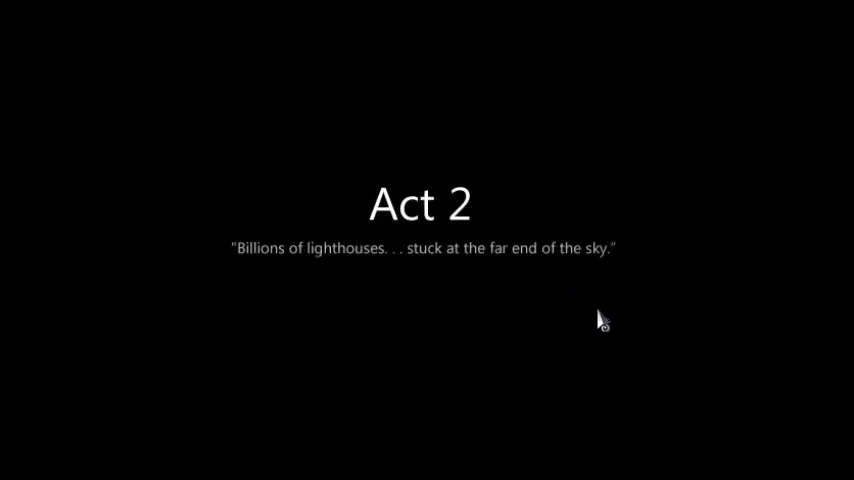 Act 2
"Billions of lighthouses. . . stuck at the far end of the sky."